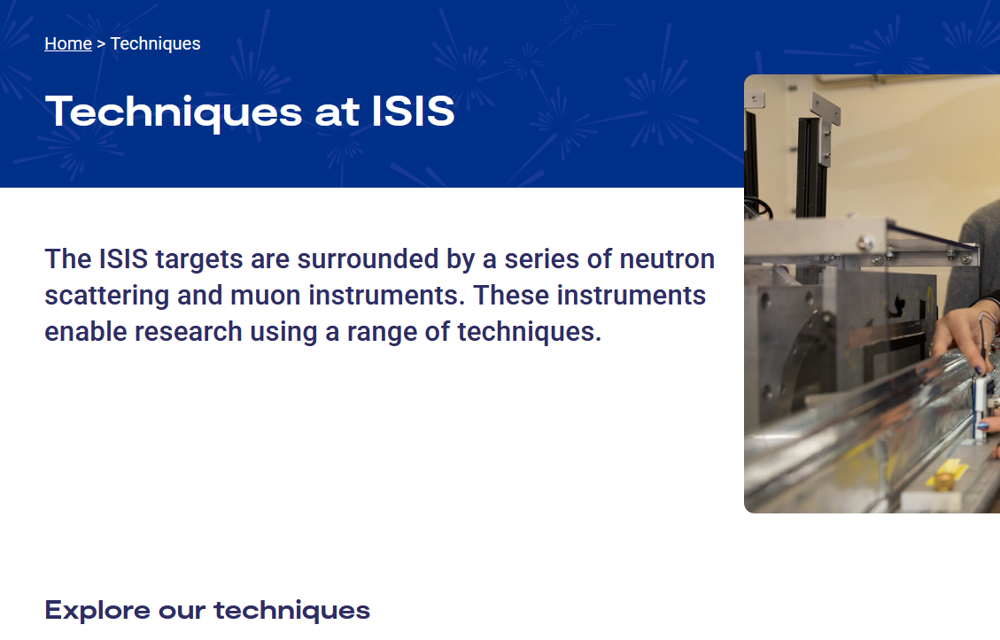 Home > Techniques
Techniques at ISIS
The ISIS targets are surrounded by a series of neutron
scattering and muon instruments. These instruments
enable research using a range of techniques.
Explore our techniques